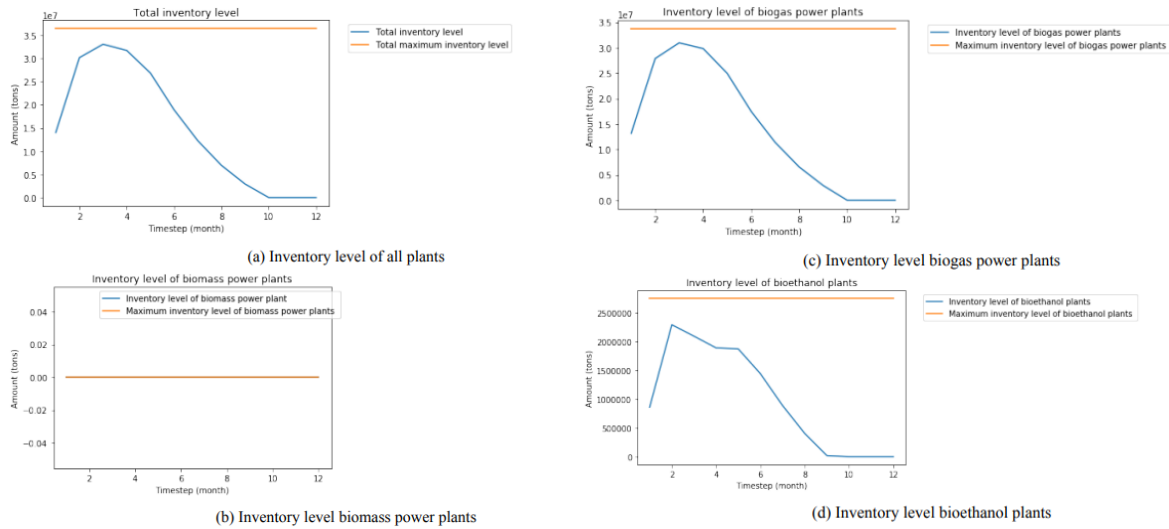 Total inventory level
1e7
Total inventory level
Total maximum inventory level
3.5
3.0
2.5
2.0
1.5
1.0
0.5
0.0
Amount (tons)
2 4 6 8 10 12
Timestep (month)
(a) Inventory level of all plants
Inventory level of biogas power plants
1e7
Inventory level of biogas power plants
Maximum inventory level of biogas power plants
3.5
3.0
2.5
2.0
1.5
1.0
0.5
0.0
Amount (tons)
2 4 6 8 10 12
Timestep (month)
(c) Inventory level biogas power plants
Inventory level of biomass power plants
Inventory level of biomass power plant
Maximum inventory level of biomass power plants
0.04
0.02
0.00
−0.02
−0.04
Amount (tons)
2 4 6 8 10 12
Timestep (month)
(b) Inventory level biomass power plants
Inventory level of bioethanol plants
Inventory level of bioethanol plants
Maximum inventory level of bioethanol plants
2500000
2000000
1500000
1000000
500000
0
Amount (tons)
2 4 6 8 10 12
Timestep (month)
(d) Inventory level bioethanol plants